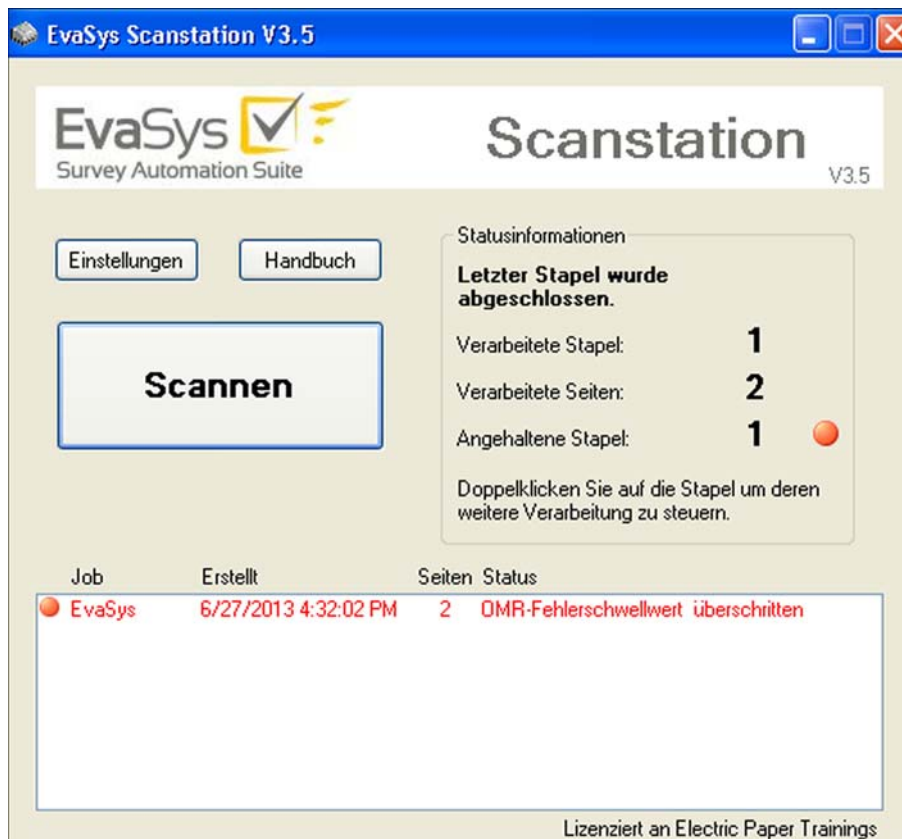 EvaSys Scanstation V3.5
EvaSys
Survey Automation Suite
Scanstation
V3.5
Einstellungen
Handbuch
Scannen
Statusinformationen
Letzter Stapel wurde
abgeschlossen.
Verarbeitete Stapel: 1
Verarbeitete Seiten: 2
Angehaltene Stapel: 1
Doppelklicken Sie auf die Stapel um deren
weitere Verarbeitung zu steuern.
Job Erstellt Seiten Status
EvaSys 6/27/2013 4:32:02 PM 2 OMR-Fehlerschwellwert überschritten
Lizenziert an Electric Paper Trainings